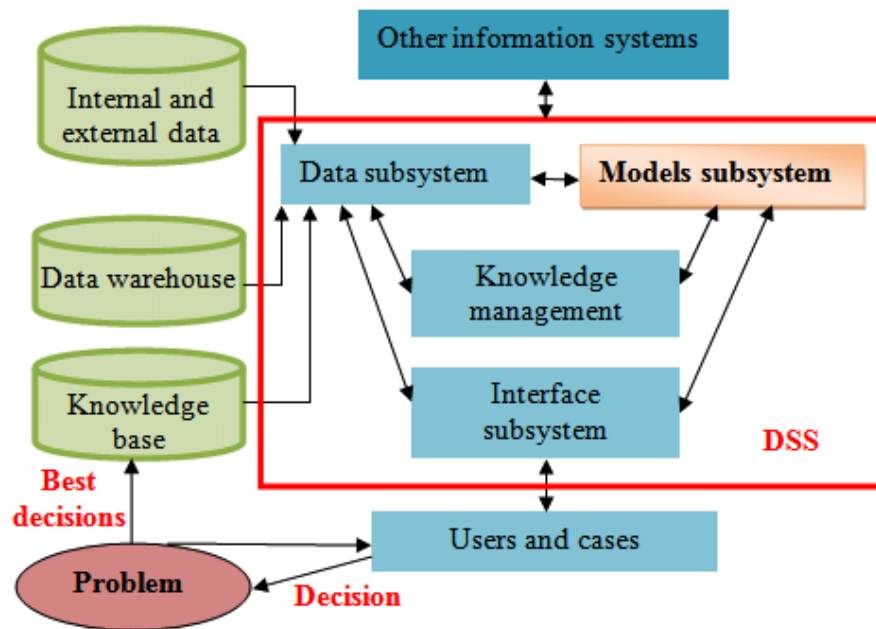 Other information systems
Internal and
external data
Data subsystem
Models subsystem
Data warehouse
Knowledge
management
Knowledge
base
Interface
subsystem
DSS
Best
decisions
Users and cases
Problem
Decision